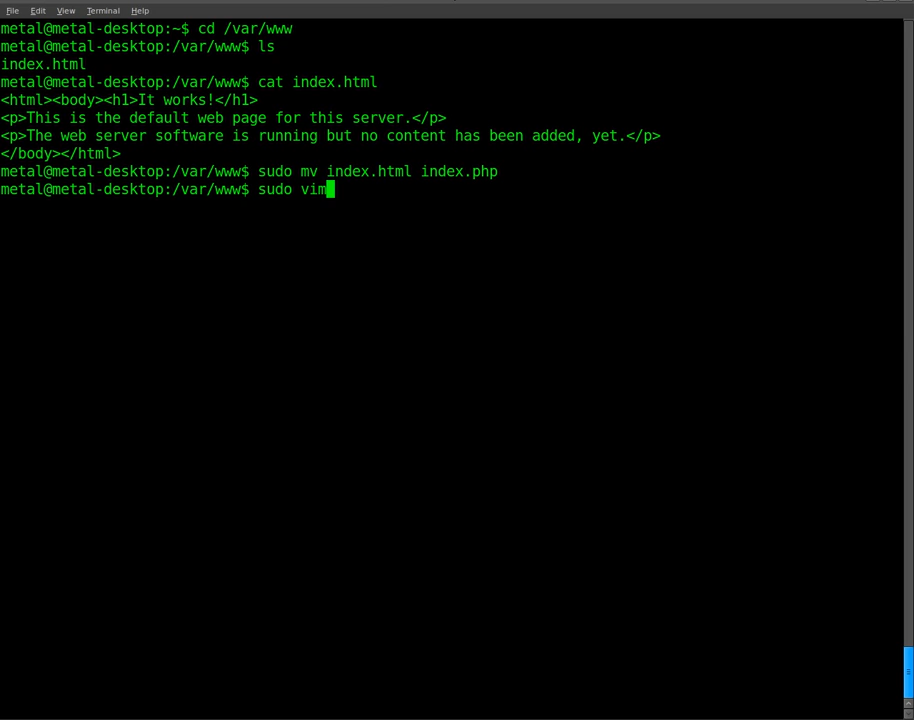 File Edit View Terminal Help
metal@metal-desktop:~$ cd /var/www
metal@metal-desktop:/var/www$ ls
index.html
metal@metal-desktop:/var/www$ cat index.html
<html><body><h1>It works!</h1>
<p>This is the default web page for this server.</p>
<p>The web server software is running but no content has been added, yet.</p>
</body></html>
metal@metal-desktop:/var/www$ sudo mv index.html index.php
metal@metal-desktop:/var/www$ sudo vim